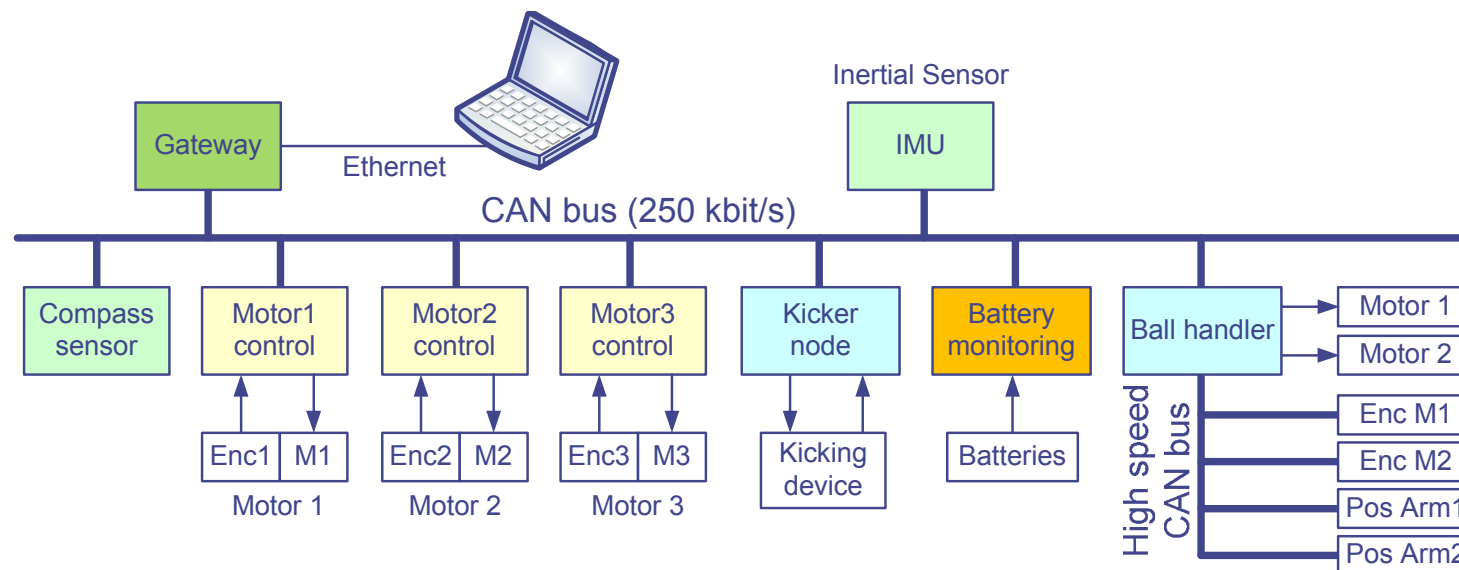 Inertial Sensor
Gateway
Ethernet
IMU
CAN bus (250 kbit/s)
Compass
sensor
Motor1
control
Motor2
control
Motor3
control
Kicker
node
Battery
monitoring
Ball handler
Motor 1
Motor 2
Enc1
M1
Motor 1
Enc2
M2
Motor 2
Enc3
M3
Motor 3
Kicking
device
Batteries
High speed
CAN bus
Enc M1
Enc M2
Pos Arm1
Pos Arm2